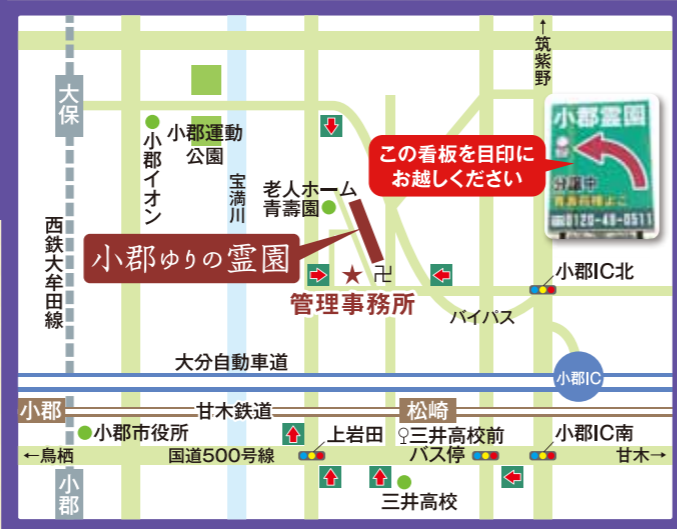 ↑筑紫野
大保
小郡イオン
小郡運動
公園
宝満川
老人ホーム
青壽園
この看板を目印に
お越しください
小郡霊園
分譲中
0120-48-0511
西鉄大牟田線
小郡ゆりの霊園
卍
管理事務所
小郡IC北
バイパス
大分自動車道
小郡IC
小郡
甘木鉄道
松崎
小郡市役所
上岩田
三井高校前
バス停
小郡IC南
←鳥栖
国道500号線
甘木→
小郡
三井高校